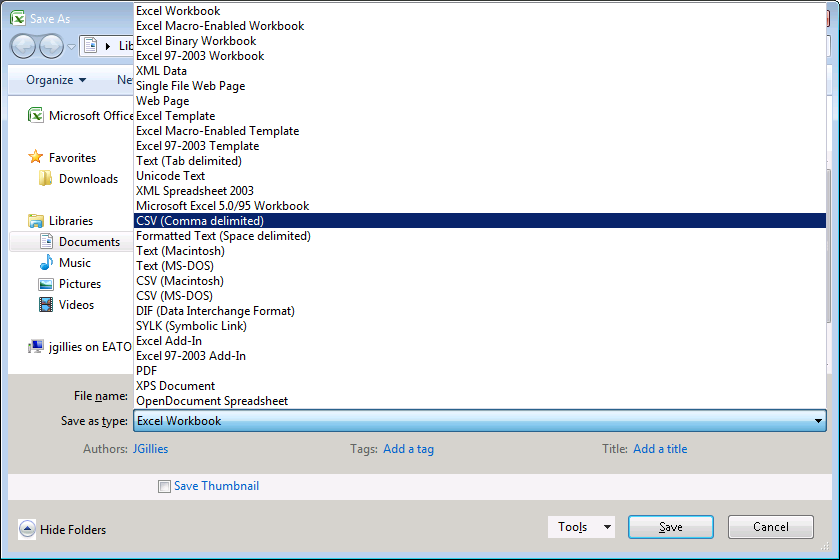 Save As
Excel Workbook
Excel Macro-Enabled Workbook
Excel Binary Workbook
Excel 97-2003 Workbook
XML Data
Single File Web Page
Web Page
Excel Template
Excel Macro-Enabled Template
Excel 97-2003 Template
Text (Tab delimited)
Unicode Text
XML Spreadsheet 2003
Microsoft Excel 5.0/95 Workbook
CSV (Comma delimited)
Formatted Text (Space delimited)
Text (Macintosh)
Text (MS-DOS)
CSV (Macintosh)
CSV (MS-DOS)
DIF (Data Interchange Format)
SYLK (Symbolic Link)
Excel Add-In
Excel 97-2003 Add-In
PDF
XPS Document
OpenDocument Spreadsheet
Lib
Organize
Ne
Microsoft Office
Favorites
Downloads
Libraries
Documents
Music
Pictures
Videos
jgillies on EATO
File name:
Save as type: Excel Workbook
Authors: JGillies Tags: Add a tag Title: Add a title
Save Thumbnail
Hide Folders Tools Save Cancel